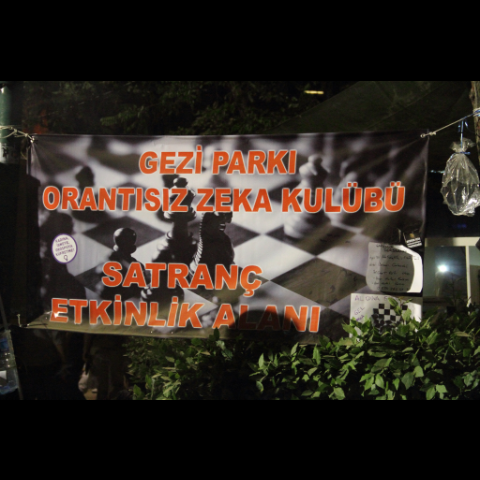 GEZİ PARKI
ORANTISIZ ZEKA KULÜBÜ
SATRANÇ
ETKİNLİK ALANI